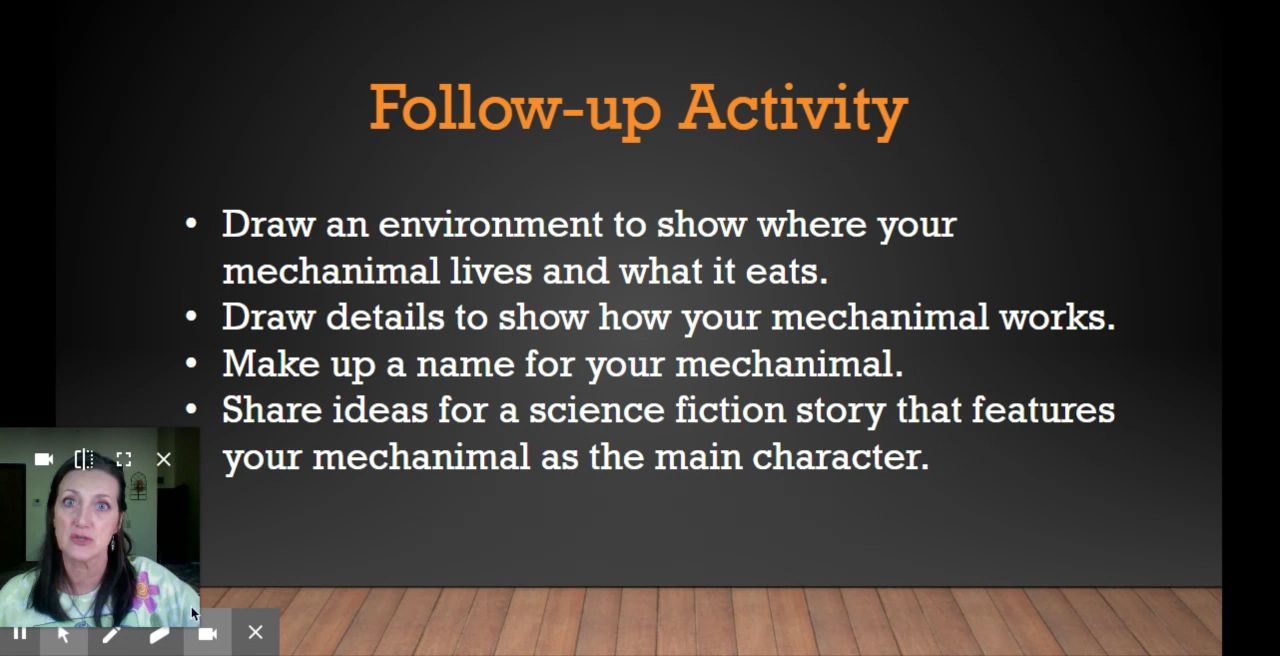 Follow-up Activity
• Draw an environment to show where your
mechanimal lives and what it eats.
• Draw details to show how your mechanimal works.
• Make up a name for your mechanimal.
• Share ideas for a science fiction story that features
your mechanimal as the main character.